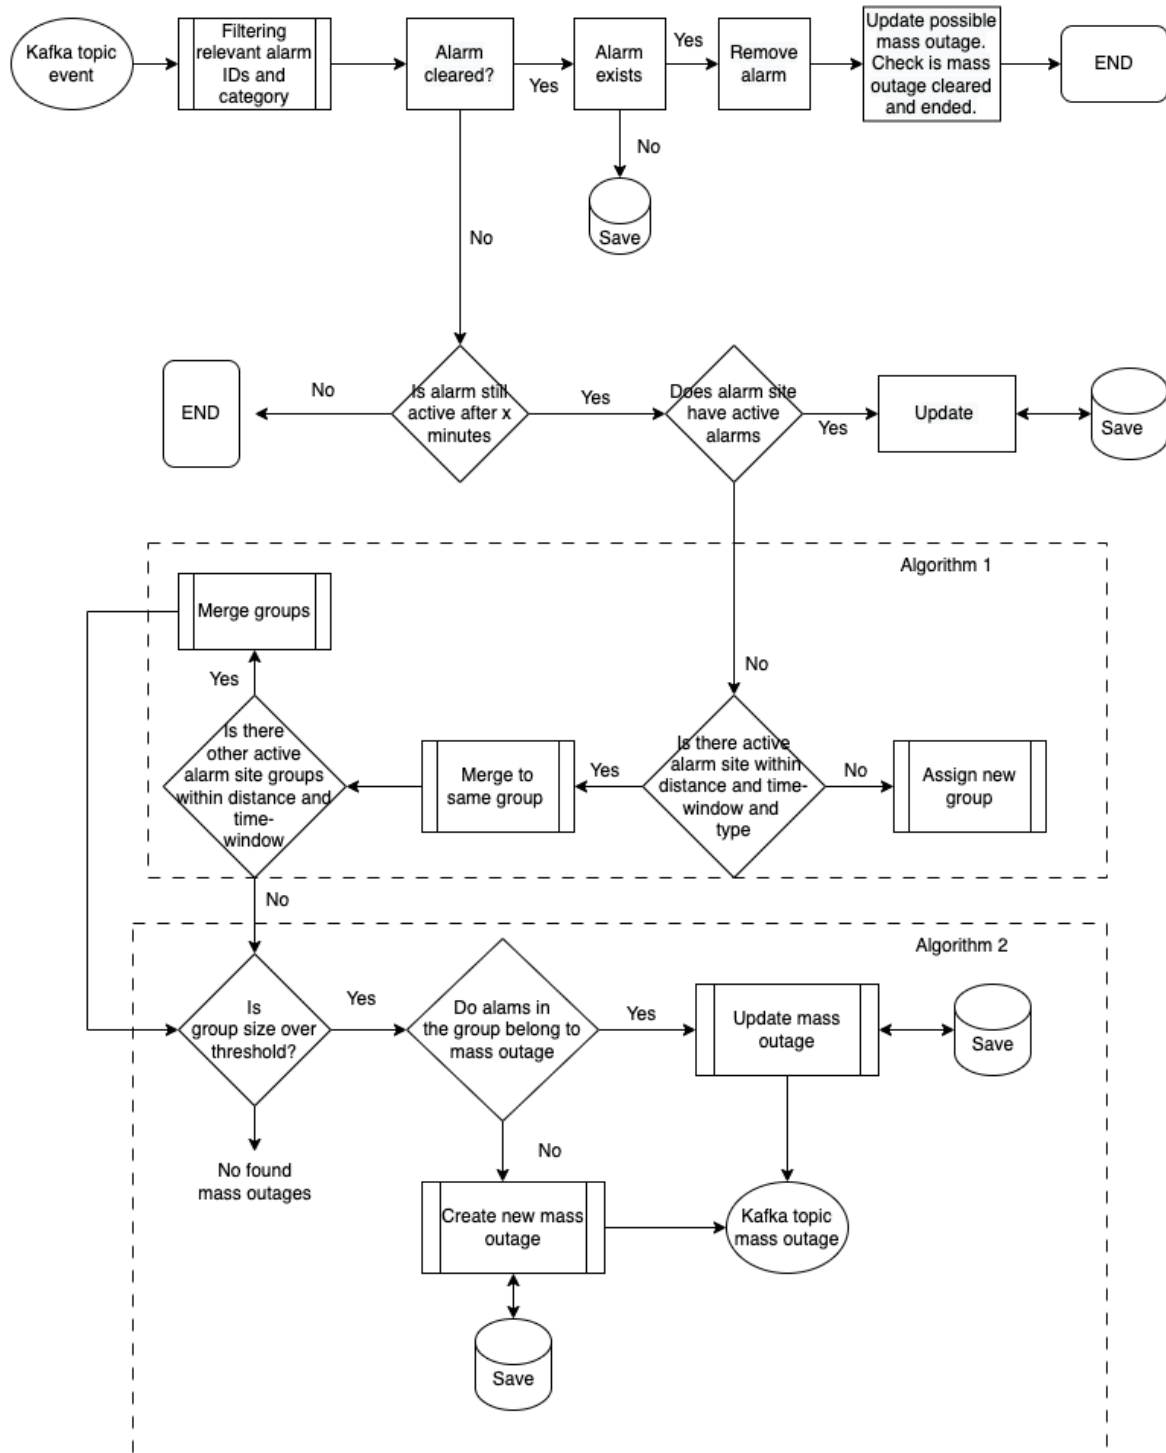 Kafka topic
event
Filtering
relevant alarm
IDs and
category
Alarm
cleared?
Yes
Alarm
exists
Yes
Remove
alarm
Update possible
mass outage.
Check is mass
outage cleared
and ended.
END
No
Save
No
END
No
Is alarm still
active after x
minutes
Yes
Does alarm site
have active
alarms
Yes
Update
Save
Algorithm 1
Merge groups
Yes
No
Is there
other active
alarm site groups
within distance and
time-
window
Merge to
same group
Yes
Is there active
alarm site within
distance and time-
window and
type
No
Assign new
group
No
Algorithm 2
Is
group size over
threshold?
Yes
Do alams in
the group belong to
mass outage
Yes
Update mass
outage
Save
No found
mass outages
No
Create new mass
outage
Kafka topic
mass outage
Save